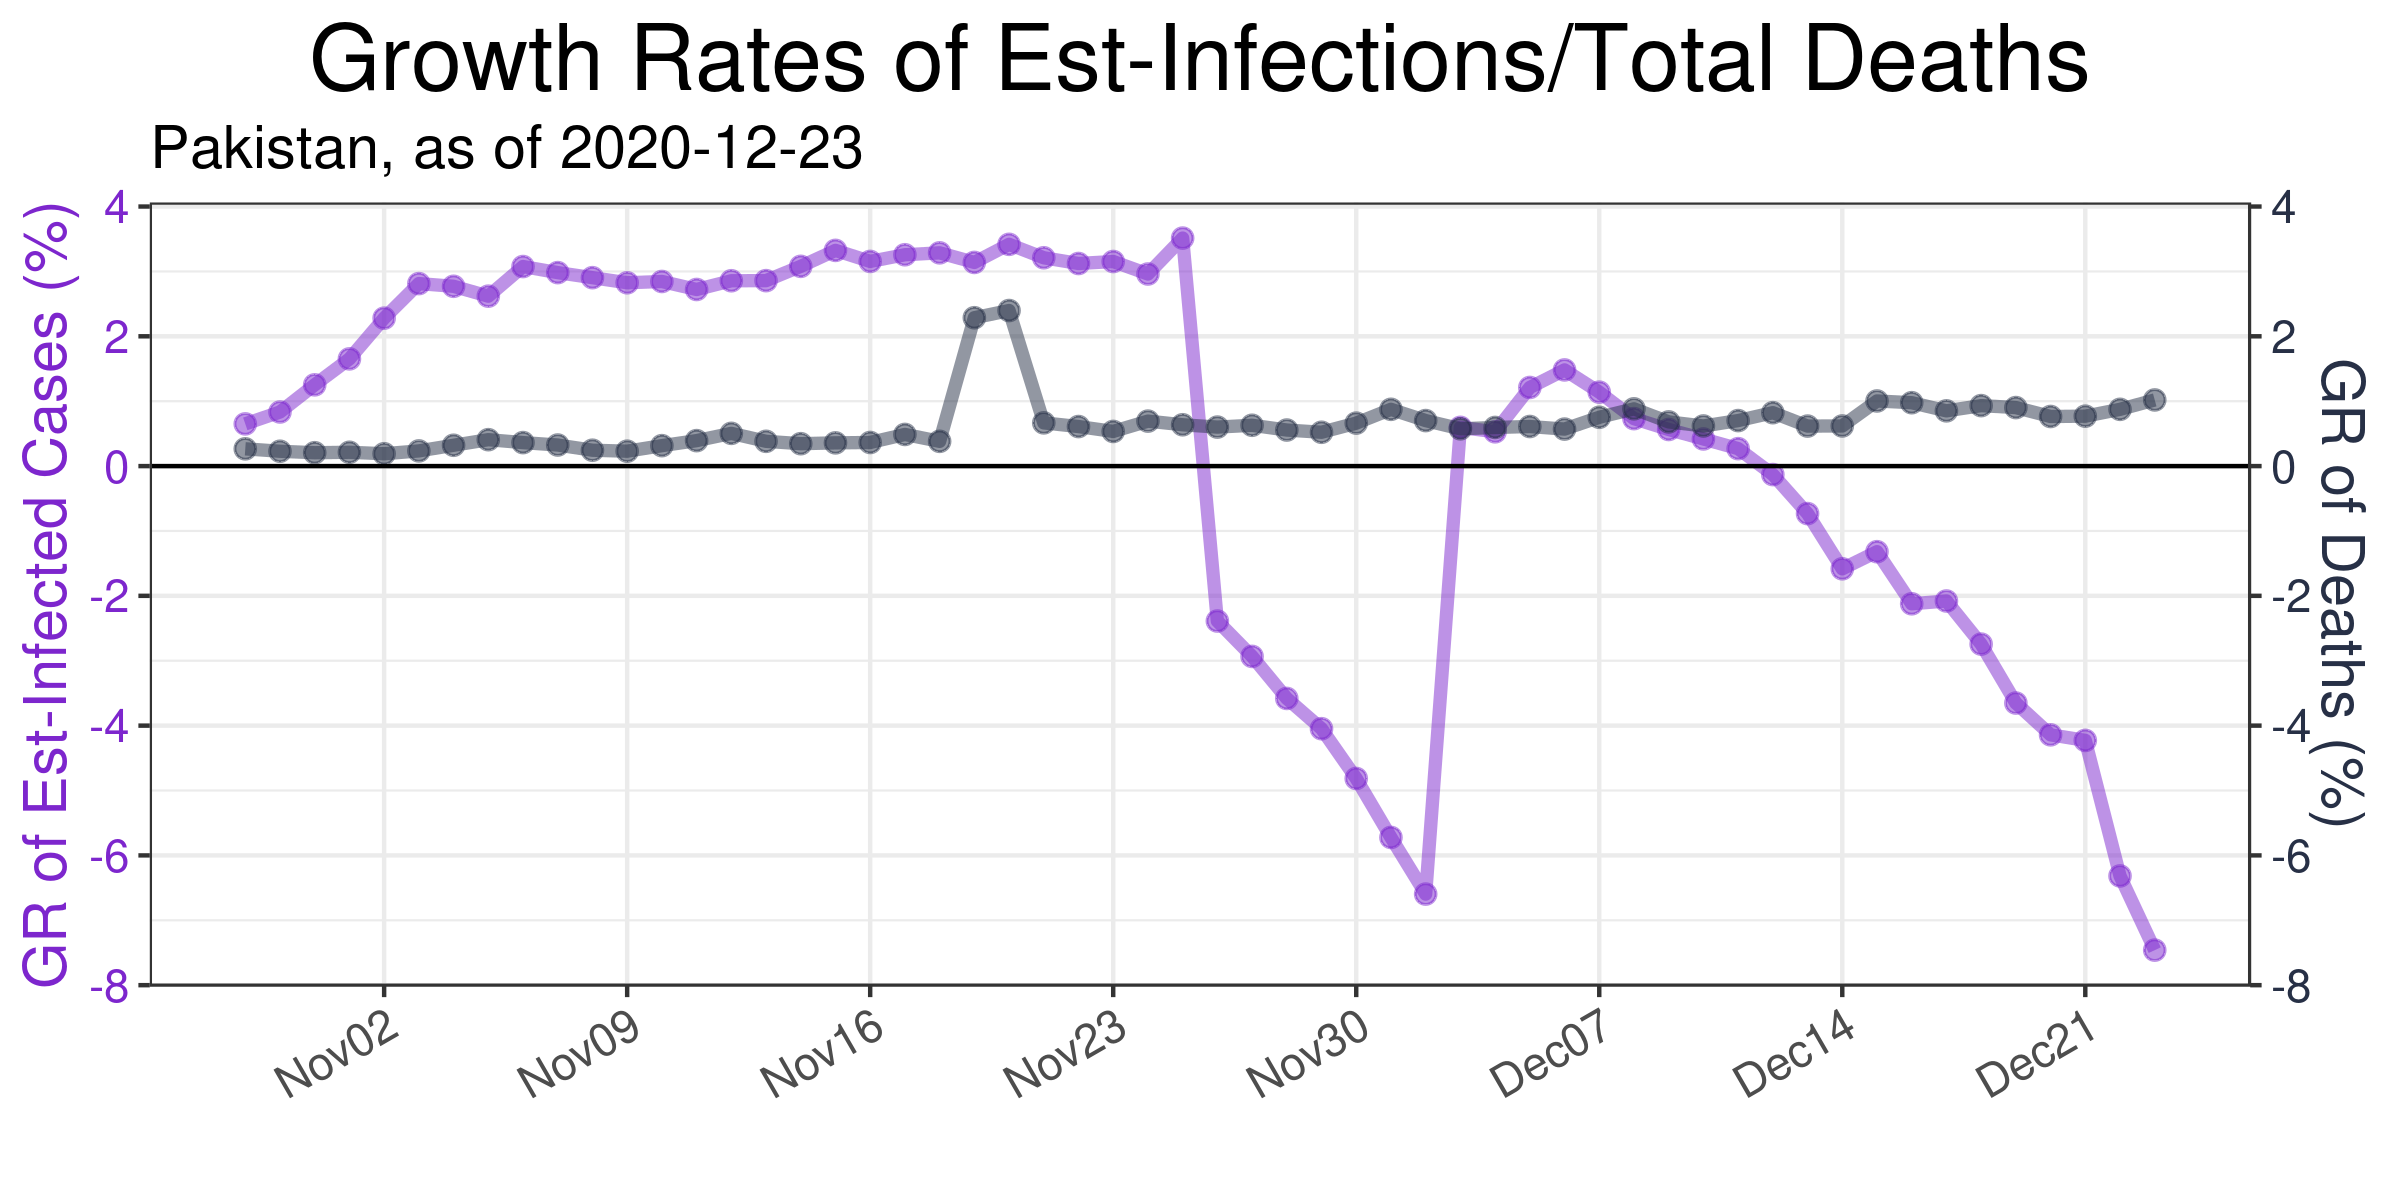 Growth Rates of Est-Infections/Total Deaths
Pakistan, as of 2020-12-23
GR of Est-Infected Cases (%)
4
2
0
-2
-4
-6
-8
4
2
0
-2
-4
-6
-8
GR of Deaths (%)
Nov02
Nov09
Nov16
Nov23
Nov30
Dec07
Dec14
Dec21